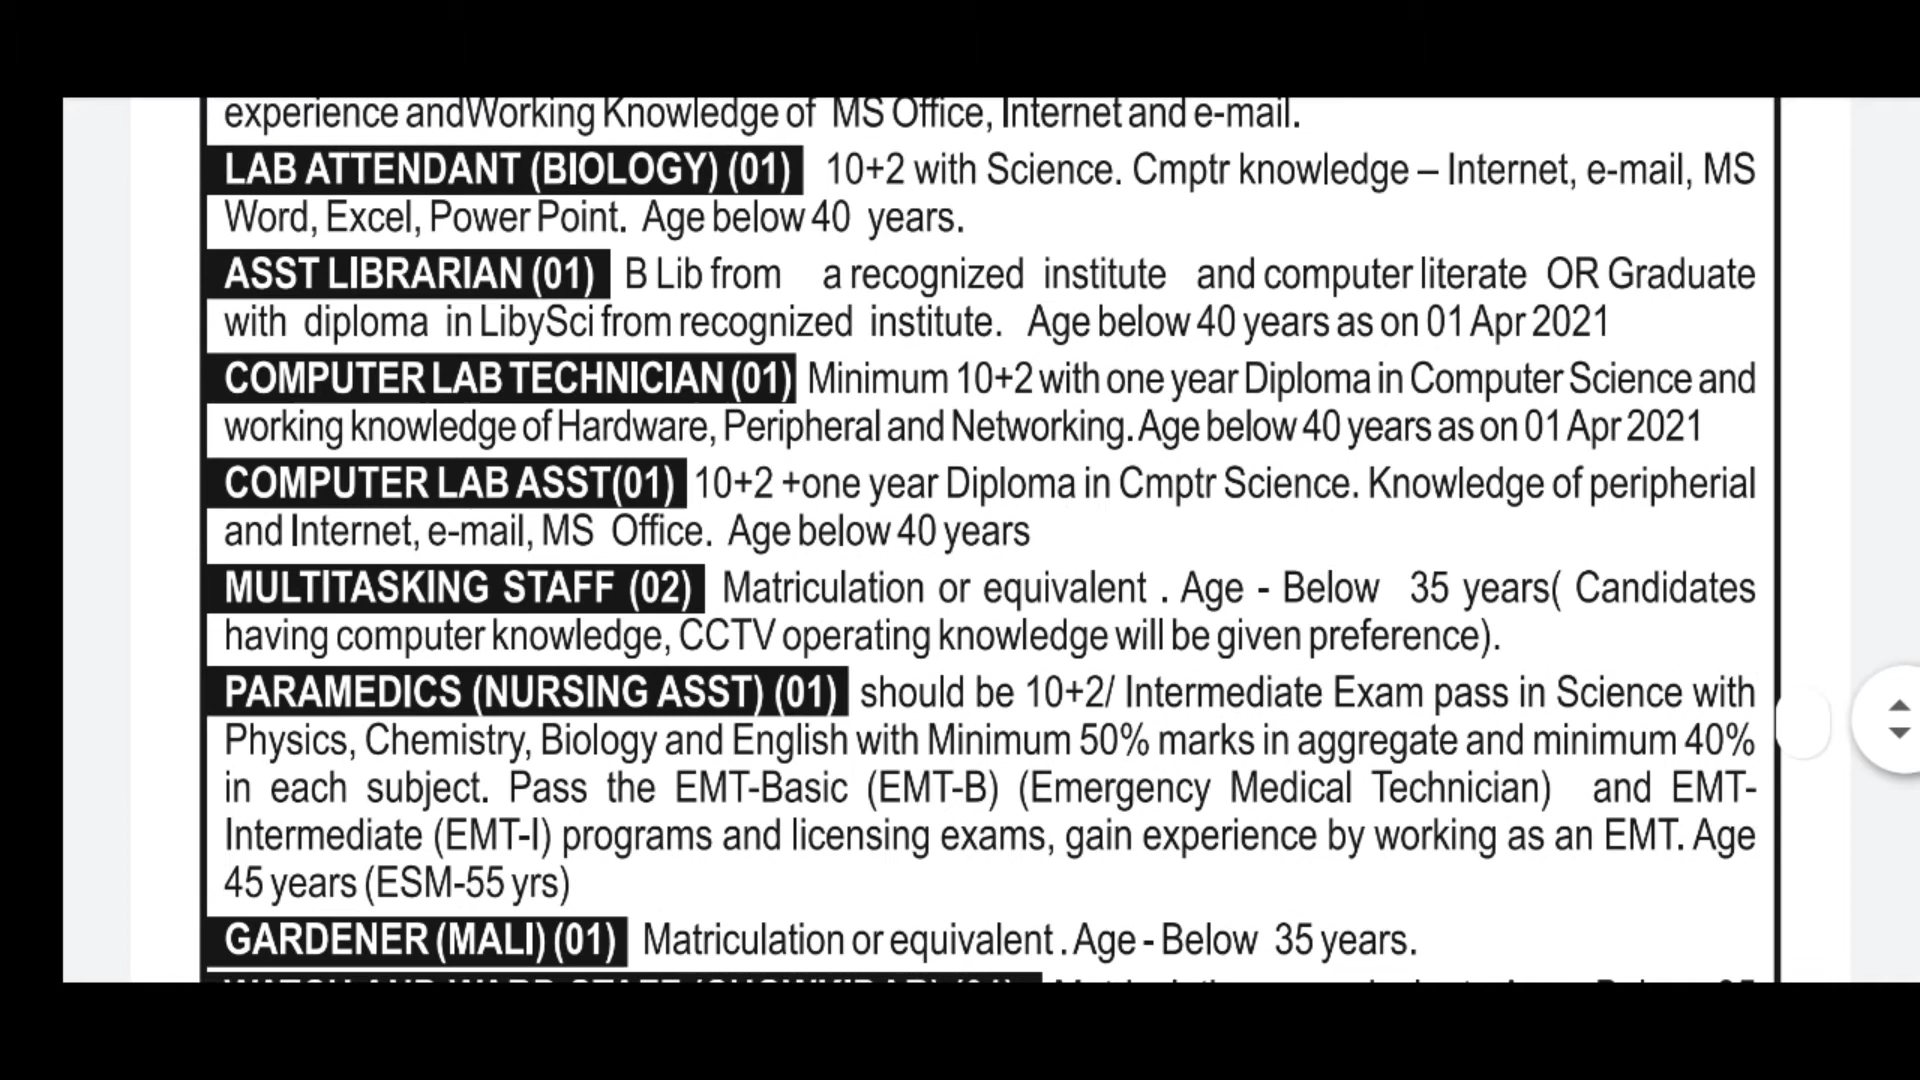 experience andWorking Knowledge of MS Office, Internet and e-mail.
LAB ATTENDANT (BIOLOGY) (01) 10+2 with Science. Cmptr knowledge – Internet, e-mail, MS
Word, Excel, Power Point. Age below 40 years.
ASST LIBRARIAN (01) B Lib from a recognized institute and computer literate OR Graduate
with diploma in LibySci from recognized institute. Age below 40 years as on 01 Apr 2021
COMPUTER LAB TECHNICIAN (01) Minimum 10+2 with one year Diploma in Computer Science and
working knowledge of Hardware, Peripheral and Networking. Age below 40 years as on 01 Apr 2021
COMPUTER LAB ASST(01) 10+2 +one year Diploma in Cmptr Science. Knowledge of peripherial
and Internet, e-mail, MS Office. Age below 40 years
MULTITASKING STAFF (02) Matriculation or equivalent . Age - Below 35 years( Candidates
having computer knowledge, CCTV operating knowledge will be given preference).
PARAMEDICS (NURSING ASST) (01) should be 10+2/ Intermediate Exam pass in Science with
Physics, Chemistry, Biology and English with Minimum 50% marks in aggregate and minimum 40%
in each subject. Pass the EMT-Basic (EMT-B) (Emergency Medical Technician) and EMT-
Intermediate (EMT-I) programs and licensing exams, gain experience by working as an EMT. Age
45 years (ESM-55 yrs)
GARDENER (MALI) (01) Matriculation or equivalent . Age - Below 35 years.
WATCH AND WARD STAFF (CHOWKIDAR)